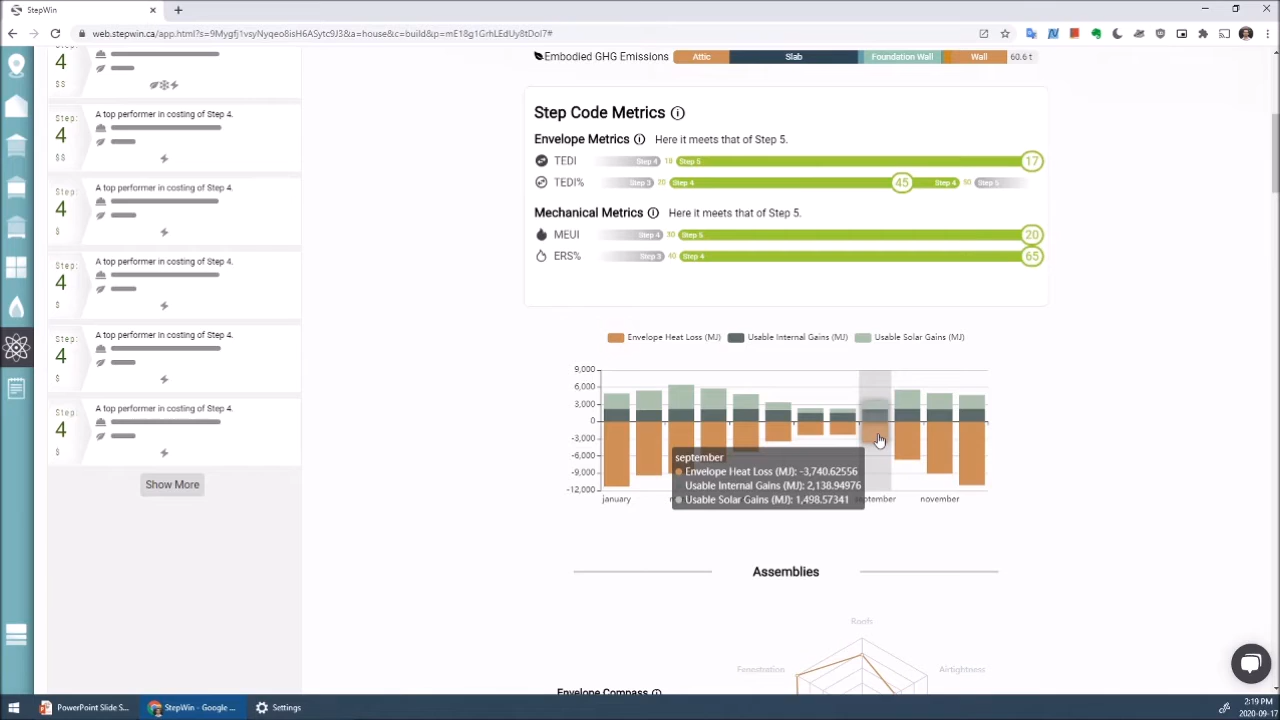 StepWin
web.stepwin.ca/app.html?s=9Mygfj1vsyNyqeo8isH6ASytc9J3&a=house&c=build&p=mE18g1GrhLEdUy8tDoI7#
4
$$
Embodied GHG Emissions Attic Slab Foundation Wall Wall 60.6 t
Step Code Metrics
Envelope Metrics Here it meets that of Step 5.
TEDI Step 4 18 Step 5 17
TEDI% Step 3 20 Step 4 45 Step 4 50 Step 5
Mechanical Metrics Here it meets that of Step 5.
MEUI Step 4 30 Step 5 20
ERS% Step 3 40 Step 4 65
Step: 4 $$ A top performer in costing of Step 4.
Step: 4 $ A top performer in costing of Step 4.
Step: 4 $ A top performer in costing of Step 4.
Step: 4 $ A top performer in costing of Step 4.
Step: 4 $ A top performer in costing of Step 4.
Show More
Envelope Heat Loss (MJ) Usable Internal Gains (MJ) Usable Solar Gains (MJ)
9,000
6,000
3,000
0
-3,000
-6,000
-9,000
-12,000
january september november
september
Envelope Heat Loss (MJ): -3,740.62556
Usable Internal Gains (MJ): 2,138.94976
Usable Solar Gains (MJ): 1,498.57341
Assemblies
Roofs
Fenestration Airtightness
Envelope Compass
PowerPoint Slide S... StepWin - Google ... Settings
2:19 PM
2020-09-17